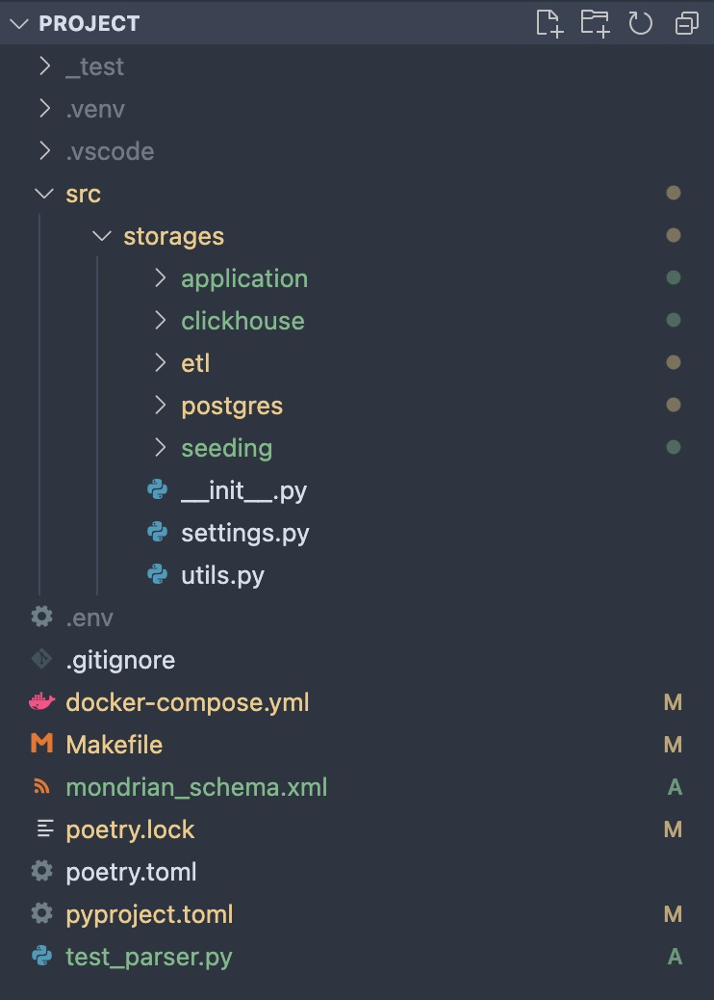 PROJECT
_test
.venv
.vscode
src
storages
application
clickhouse
etl
postgres
seeding
__init__.py
settings.py
utils.py
.env
.gitignore
docker-compose.yml M
Makefile M
mondrian_schema.xml A
poetry.lock M
poetry.toml
pyproject.toml M
test_parser.py A